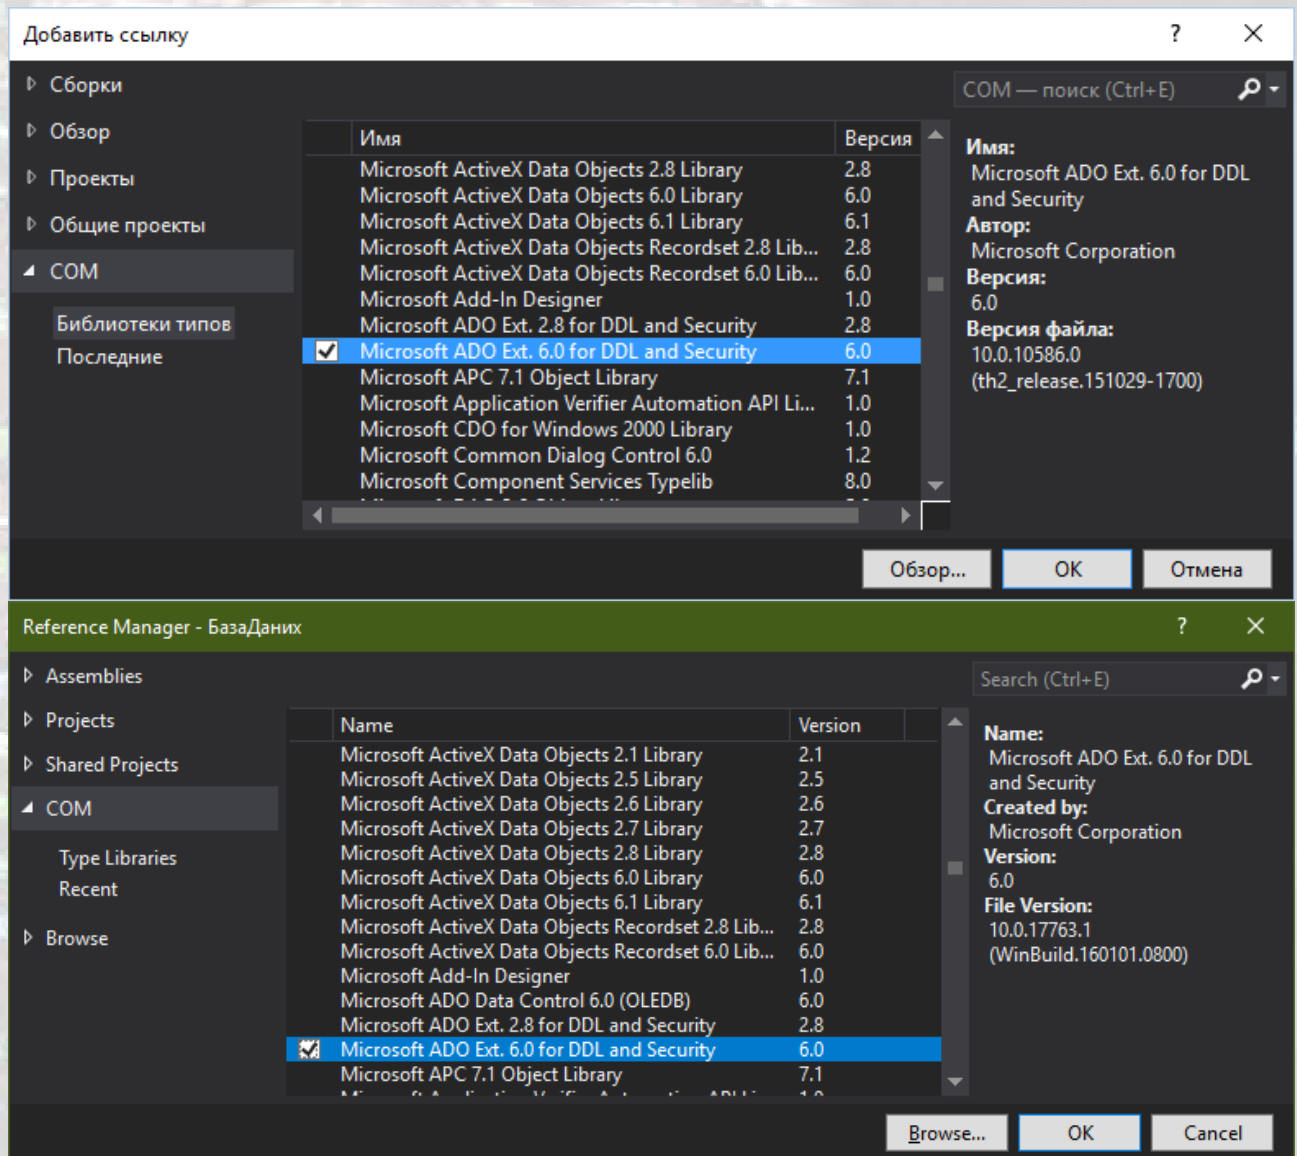 Добавить ссылку
?
Сборки
Обзор
Проекты
Общие проекты
COM
Библиотеки типов
Последние
COM — поиск (Ctrl+E)
Имя Версия
Microsoft ActiveX Data Objects 2.8 Library 2.8
Microsoft ActiveX Data Objects 6.0 Library 6.0
Microsoft ActiveX Data Objects 6.1 Library 6.1
Microsoft ActiveX Data Objects Recordset 2.8 Lib... 2.8
Microsoft ActiveX Data Objects Recordset 6.0 Lib... 6.0
Microsoft Add-In Designer 1.0
Microsoft ADO Ext. 2.8 for DDL and Security 2.8
Microsoft ADO Ext. 6.0 for DDL and Security 6.0
Microsoft APC 7.1 Object Library 7.1
Microsoft Application Verifier Automation API Li... 1.0
Microsoft CDO for Windows 2000 Library 1.0
Microsoft Common Dialog Control 6.0 1.2
Microsoft Component Services Typelib 8.0
Имя:
Microsoft ADO Ext. 6.0 for DDL
and Security
Автор:
Microsoft Corporation
Версия:
6.0
Версия файла:
10.0.10586.0
(th2_release.151029-1700)
Обзор... OK Отмена
Reference Manager - БазаДаних
?
Assemblies
Projects
Shared Projects
COM
Type Libraries
Recent
Browse
Search (Ctrl+E)
Name Version
Microsoft ActiveX Data Objects 2.1 Library 2.1
Microsoft ActiveX Data Objects 2.5 Library 2.5
Microsoft ActiveX Data Objects 2.6 Library 2.6
Microsoft ActiveX Data Objects 2.7 Library 2.7
Microsoft ActiveX Data Objects 2.8 Library 2.8
Microsoft ActiveX Data Objects 6.0 Library 6.0
Microsoft ActiveX Data Objects 6.1 Library 6.1
Microsoft ActiveX Data Objects Recordset 2.8 Lib... 2.8
Microsoft ActiveX Data Objects Recordset 6.0 Lib... 6.0
Microsoft Add-In Designer 1.0
Microsoft ADO Data Control 6.0 (OLEDB) 6.0
Microsoft ADO Ext. 2.8 for DDL and Security 2.8
Microsoft ADO Ext. 6.0 for DDL and Security 6.0
Microsoft APC 7.1 Object Library 7.1
Name:
Microsoft ADO Ext. 6.0 for DDL
and Security
Created by:
Microsoft Corporation
Version:
6.0
File Version:
10.0.17763.1
(WinBuild.160101.0800)
Browse... OK Cancel